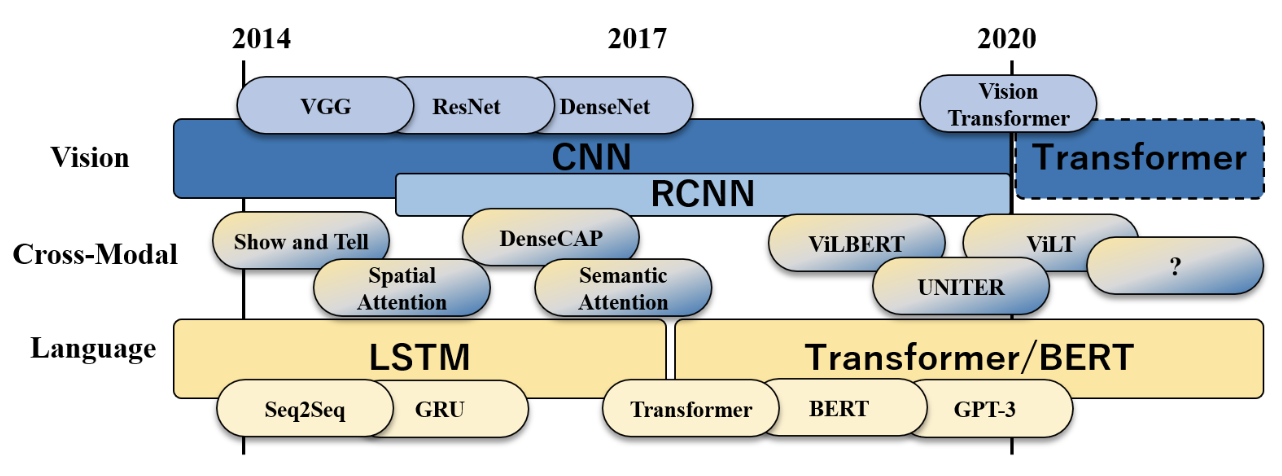 2014
2017
2020
VGG
ResNet
DenseNet
Vision
Transformer
Vision
CNN
Transformer
RCNN
Cross-Modal
Show and Tell
DenseCAP
ViLBERT
ViLT
?
Spatial
Attention
Semantic
Attention
UNITER
Language
LSTM
Transformer/BERT
Seq2Seq
GRU
Transformer
BERT
GPT-3